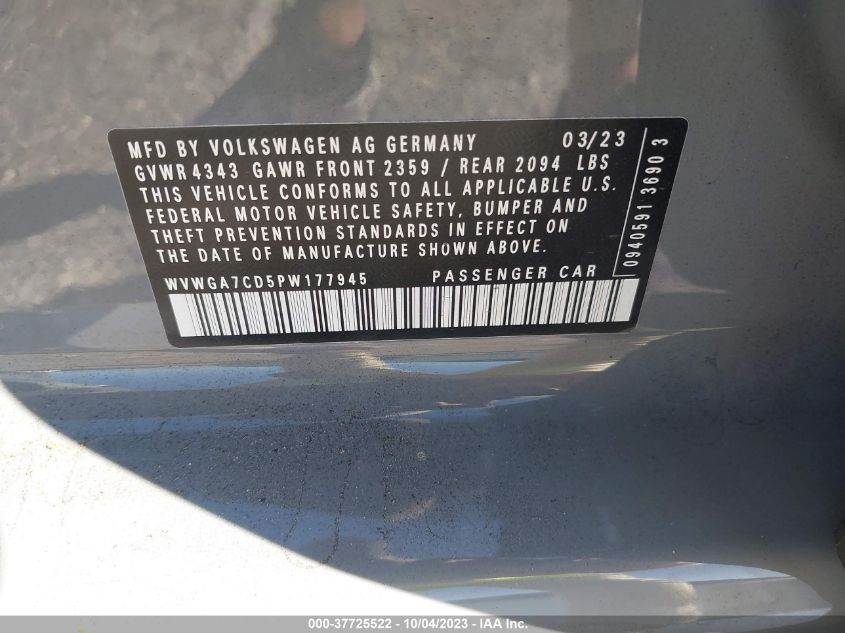 MFD BY VOLKSWAGEN AG GERMANY 03/23
GVWR 4343 GAWR FRONT 2359 / REAR 2094 LBS
THIS VEHICLE CONFORMS TO ALL APPLICABLE U.S.
FEDERAL MOTOR VEHICLE SAFETY, BUMPER AND
THEFT PREVENTION STANDARDS IN EFFECT ON
THE DATE OF MANUFACTURE SHOWN ABOVE.
WVWGA7CD5PW177945 PASSENGER CAR
0940591 3690 3
000-37725522 - 10/04/2023 - IAA Inc.